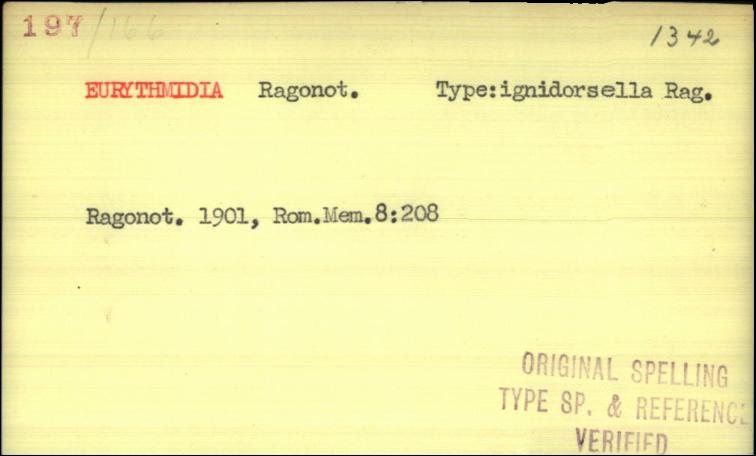 197/166 1342
EURYTHMIDIA Ragonot. Type:ignidorsella Rag.
Ragonot. 1901, Rom.Mem.8:208
ORIGINAL SPELLING
TYPE SP. & REFERENCE
VERIFIED